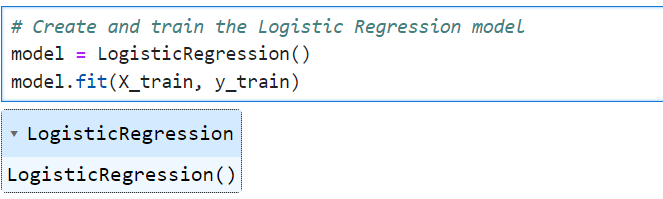 # Create and train the Logistic Regression model
model = LogisticRegression()
model.fit(X_train, y_train)
LogisticRegression
LogisticRegression()